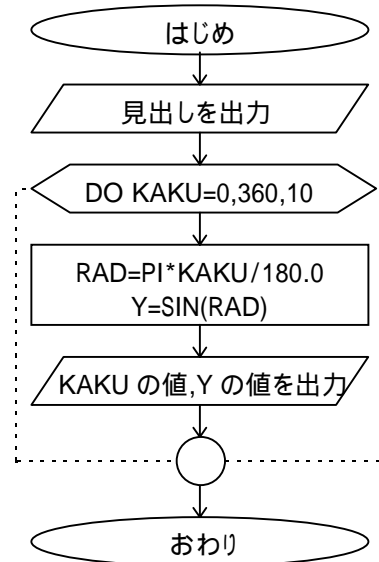 はじめ
見出しを出力
DO KAKU=0,360,10
RAD=PI*KAKU/180.0
Y=SIN(RAD)
KAKU の値,Y の値を出力
おわり